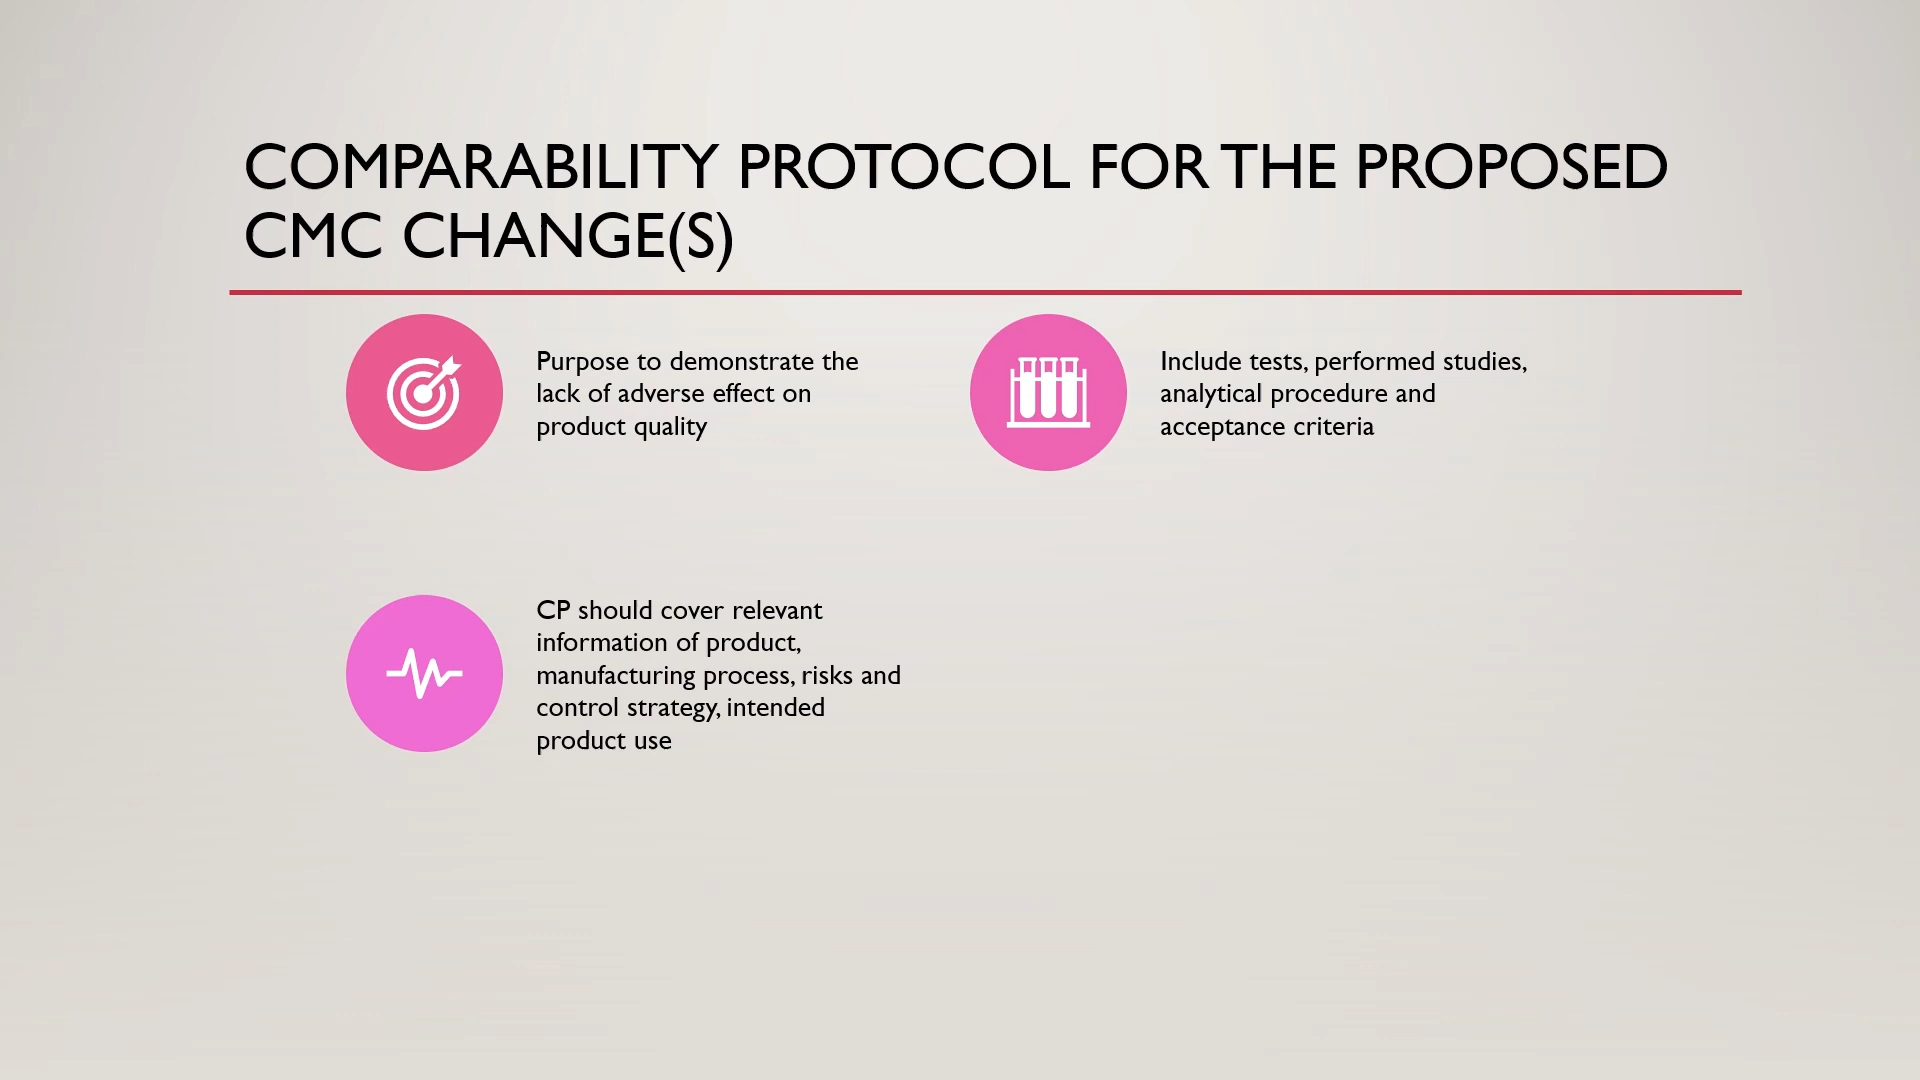 COMPARABILITY PROTOCOL FOR THE PROPOSED
CMC CHANGE(S)
Purpose to demonstrate the
lack of adverse effect on
product quality
Include tests, performed studies,
analytical procedure and
acceptance criteria
CP should cover relevant
information of product,
manufacturing process, risks and
control strategy, intended
product use